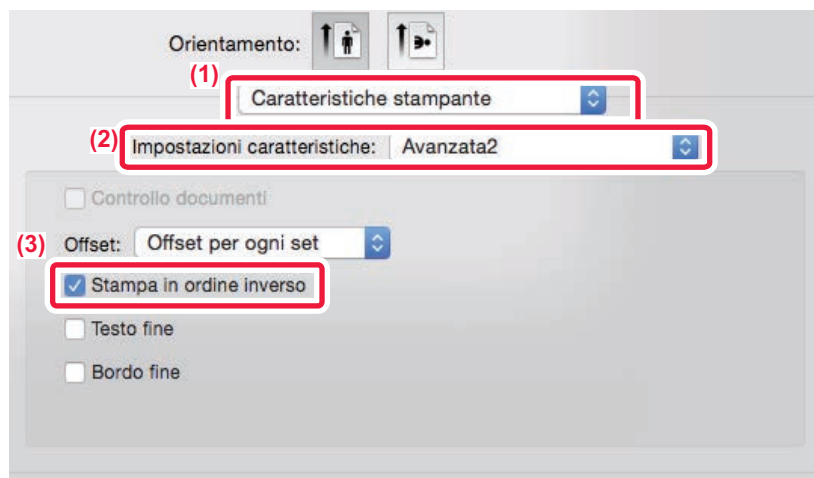 Orientamento:
(1)
Caratteristiche stampante
(2)
Impostazioni caratteristiche: Avanzata2
Controllo documenti
(3)
Offset: Offset per ogni set
Stampa in ordine inverso
Testo fine
Bordo fine